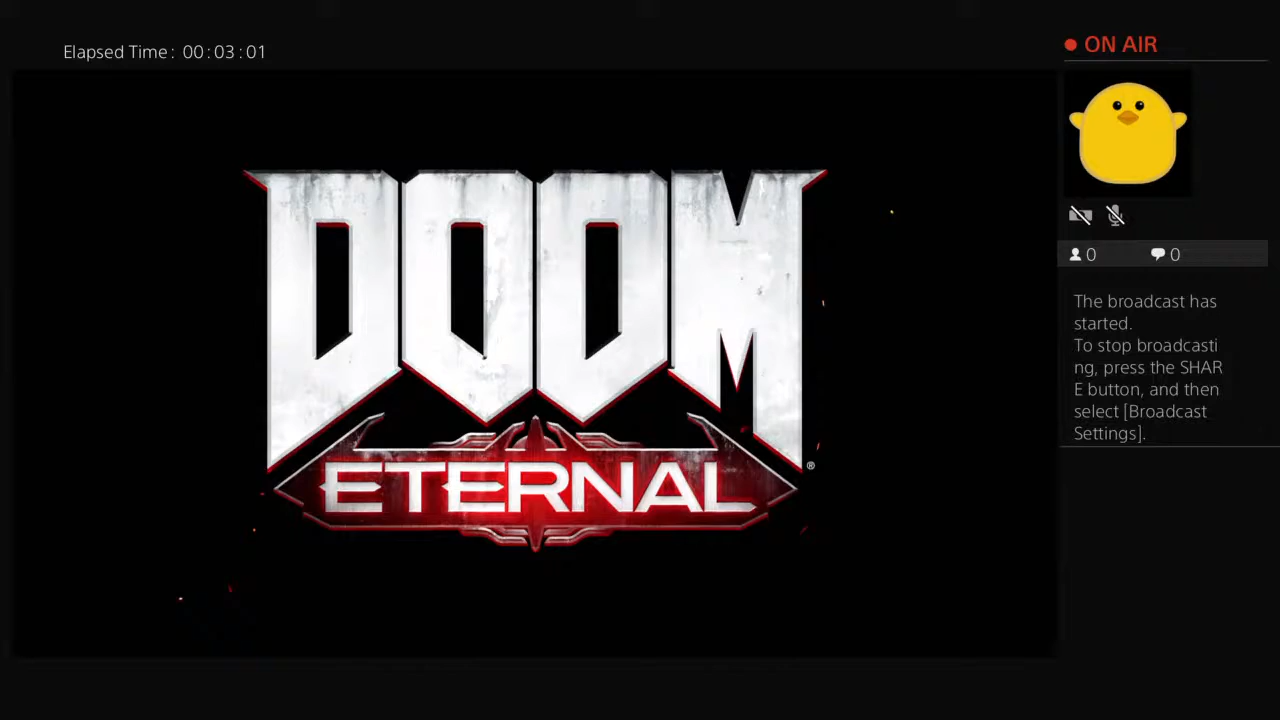 Elapsed Time: 00:03:01
ON AIR
DOOM
ETERNAL
®
0 0
The broadcast has
started.
To stop broadcasti
ng, press the SHAR
E button, and then
select [Broadcast
Settings].